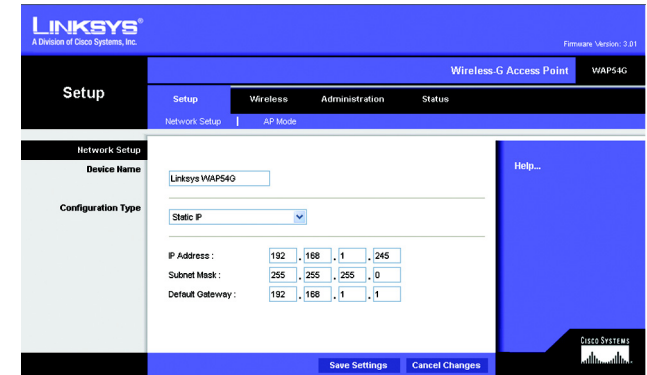 LINKSYS®
A Division of Cisco Systems, Inc.
Firmware Version: 3.01
Wireless-G Access Point WAP54G
Setup
Setup Wireless Administration Status
Network Setup | AP Mode
Network Setup
Device Name
Linksys WAP54G
Help...
Configuration Type
Static IP
IP Address : 192 . 168 . 1 . 245
Subnet Mask : 255 . 255 . 255 . 0
Default Gateway : 192 . 168 . 1 . 1
CISCO SYSTEMS
Save Settings Cancel Changes